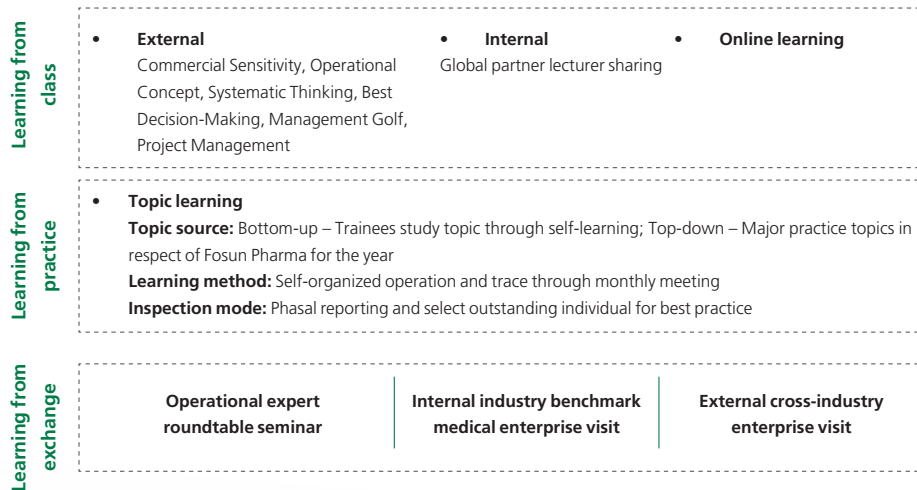 Learning from
class
• External
Commercial Sensitivity, Operational
Concept, Systematic Thinking, Best
Decision-Making, Management Golf,
Project Management
• Internal
Global partner lecturer sharing
• Online learning
Learning from
practice
• Topic learning
Topic source: Bottom-up – Trainees study topic through self-learning; Top-down – Major practice topics in
respect of Fosun Pharma for the year
Learning method: Self-organized operation and trace through monthly meeting
Inspection mode: Phasal reporting and select outstanding individual for best practice
Learning from
exchange
Operational expert
roundtable seminar
Internal industry benchmark
medical enterprise visit
External cross-industry
enterprise visit